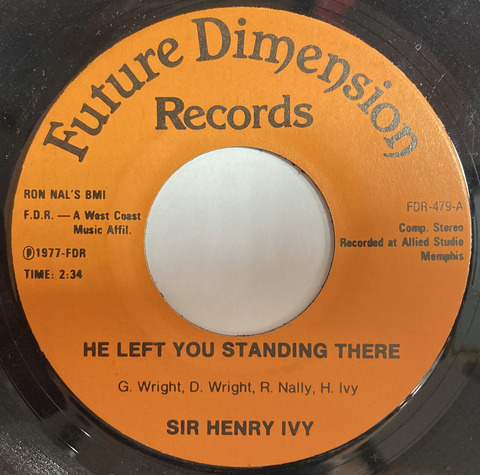 Future Dimension
Records
RON NAL'S BMI
F.D.R. — A West Coast
Music Affil.
℗1977-FDR
TIME: 2:34
FDR-479-A
Comp. Stereo
Recorded at Allied Studio
Memphis
HE LEFT YOU STANDING THERE
G. Wright, D. Wright, R. Nally, H. Ivy
SIR HENRY IVY